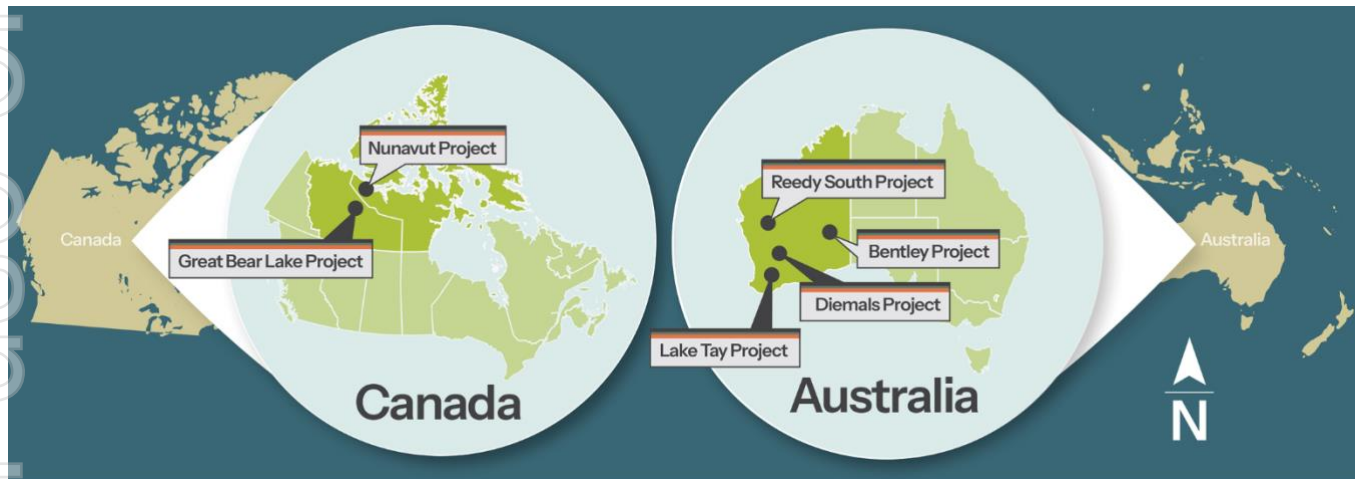 Canada
Nunavut Project
Great Bear Lake Project
Canada
Reedy South Project
Bentley Project
Diemals Project
Lake Tay Project
Australia
Australia
N